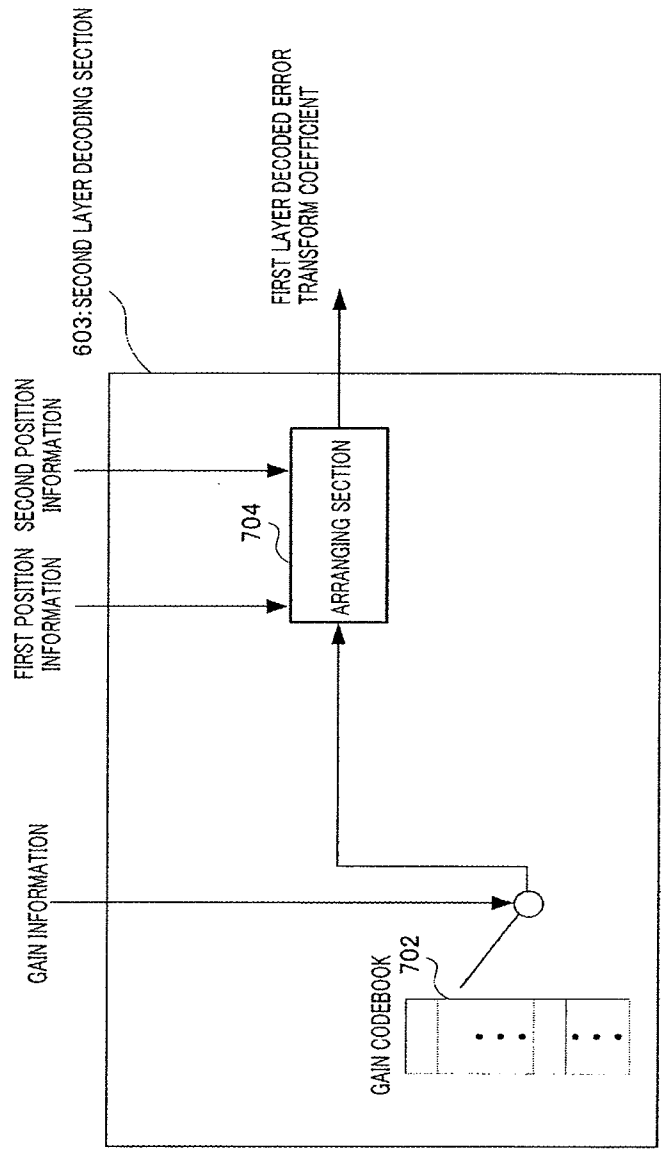 603:SECOND LAYER DECODING SECTION
GAIN INFORMATION
FIRST POSITION
INFORMATION
SECOND POSITION
INFORMATION
GAIN CODEBOOK
702
704
ARRANGING SECTION
FIRST LAYER DECODED ERROR
TRANSFORM COEFFICIENT